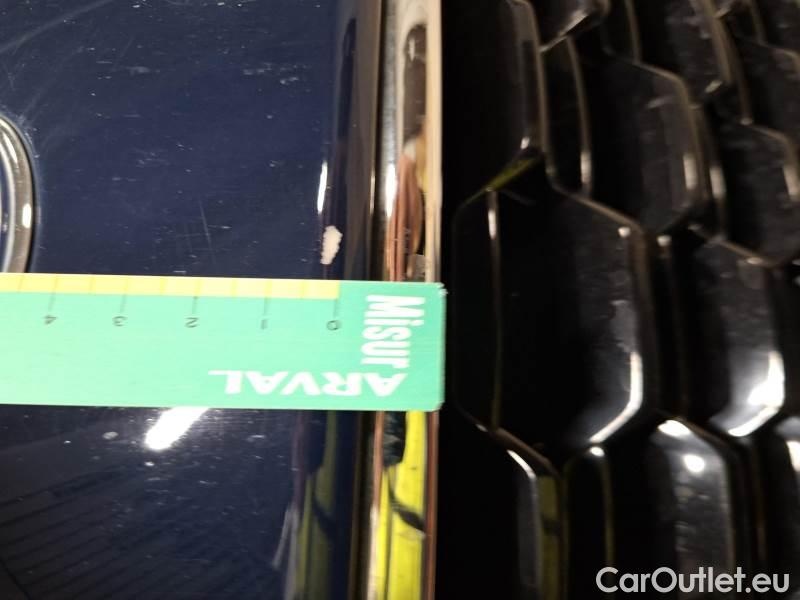 Misur
ARVAL
0 1 2 3 4
CarOutlet.eu